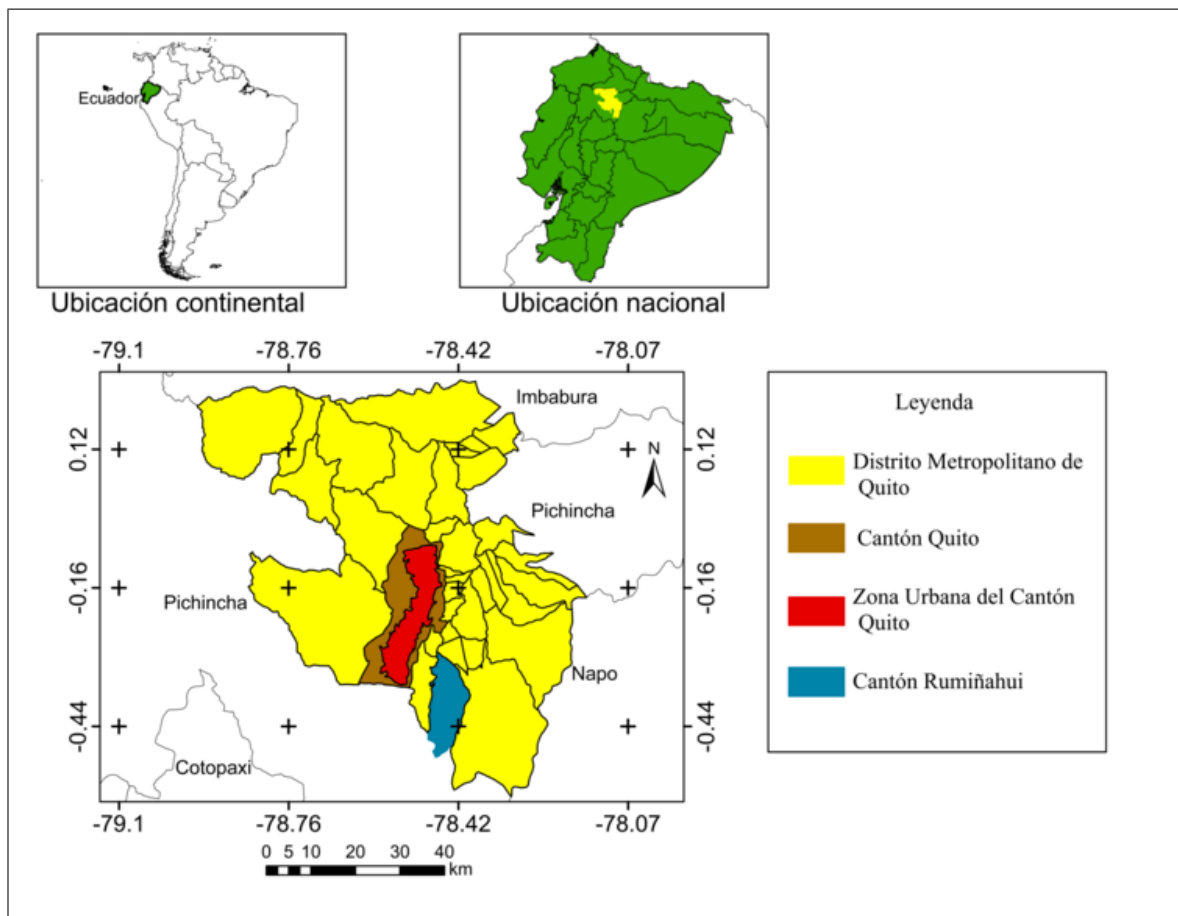 Ecuador
Ubicación continental
Ubicación nacional
-79.1
-78.76
-78.42
-78.07
Imbabura
0.12
0.12
N
Pichincha
-0.16
-0.16
Pichincha
Napo
-0.44
-0.44
Cotopaxi
-79.1
-78.76
-78.42
-78.07
0 5 10 20 30 40
km
Leyenda
Distrito Metropolitano de
Quito
Cantón Quito
Zona Urbana del Cantón
Quito
Cantón Rumiñahui